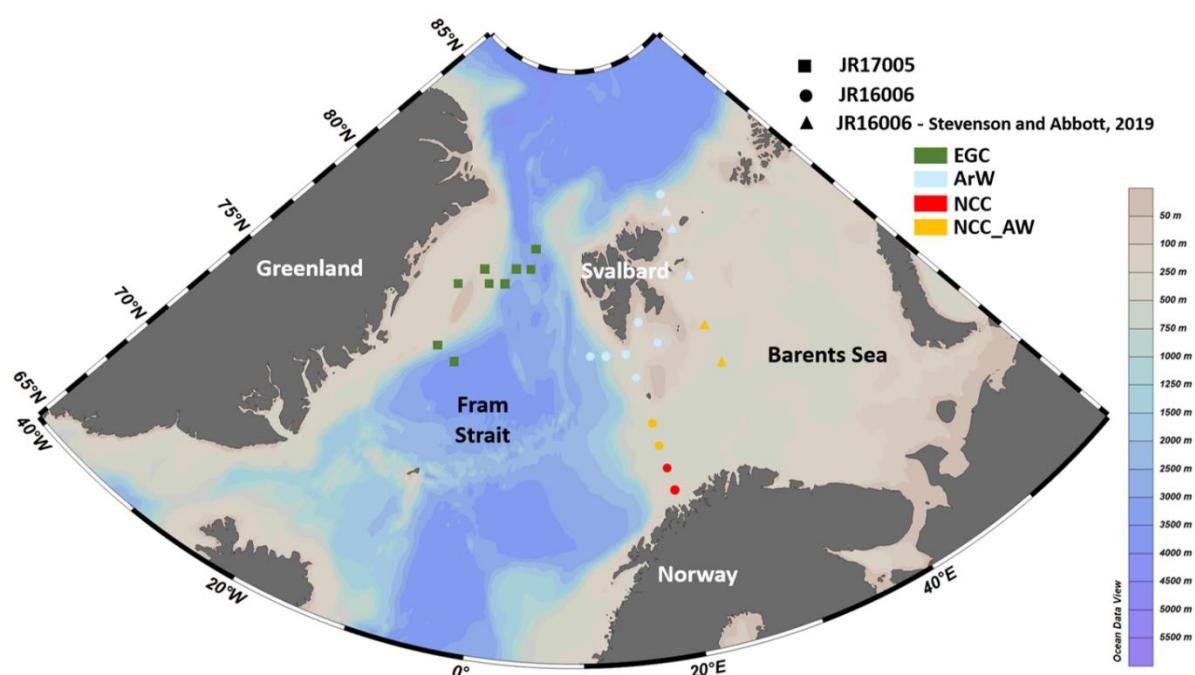 85°N
80°N
75°N
70°N
65°N
40°W
20°W
0°
20°E
40°E
JR17005
JR16006
JR16006 - Stevenson and Abbott, 2019
EGC
ArW
NCC
NCC_AW
Greenland
Svalbard
Barents Sea
Fram
Strait
Norway
50 m
100 m
250 m
500 m
750 m
1000 m
1250 m
1500 m
2000 m
2500 m
3000 m
3500 m
4000 m
4500 m
5000 m
5500 m
Ocean Data View